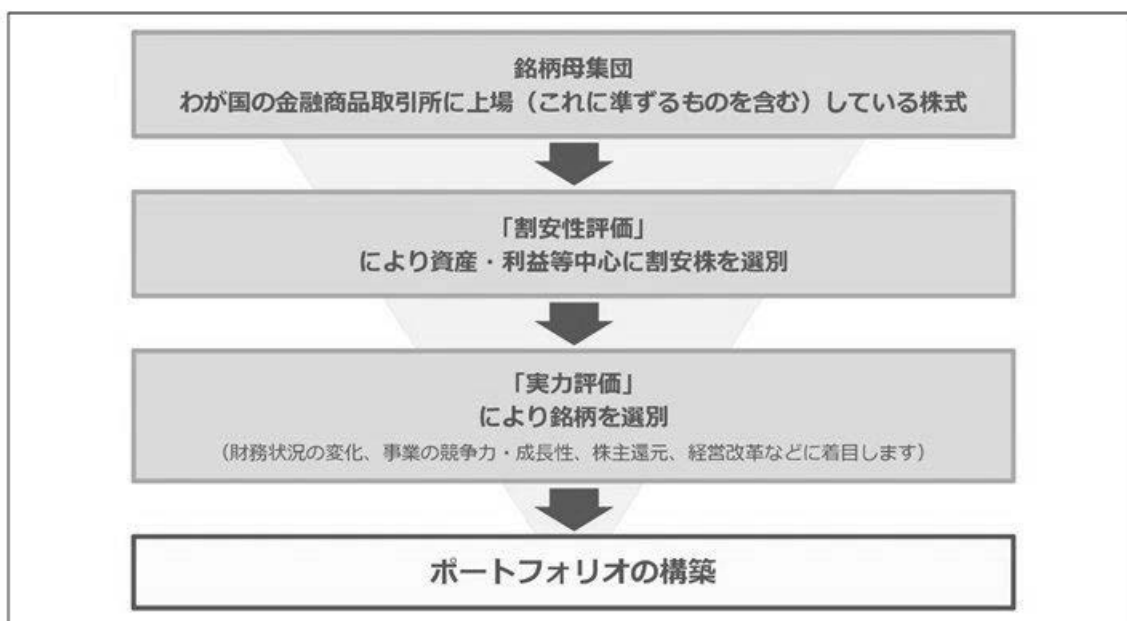 銘柄母集団
わが国の金融商品取引所に上場（これに準ずるものを含む）している株式
「割安性評価」
により資産・利益等中心に割安株を選別
「実力評価」
により銘柄を選別
（財務状況の変化、事業の競争力・成長性、株主還元、経営改革などに着目します）
ポートフォリオの構築